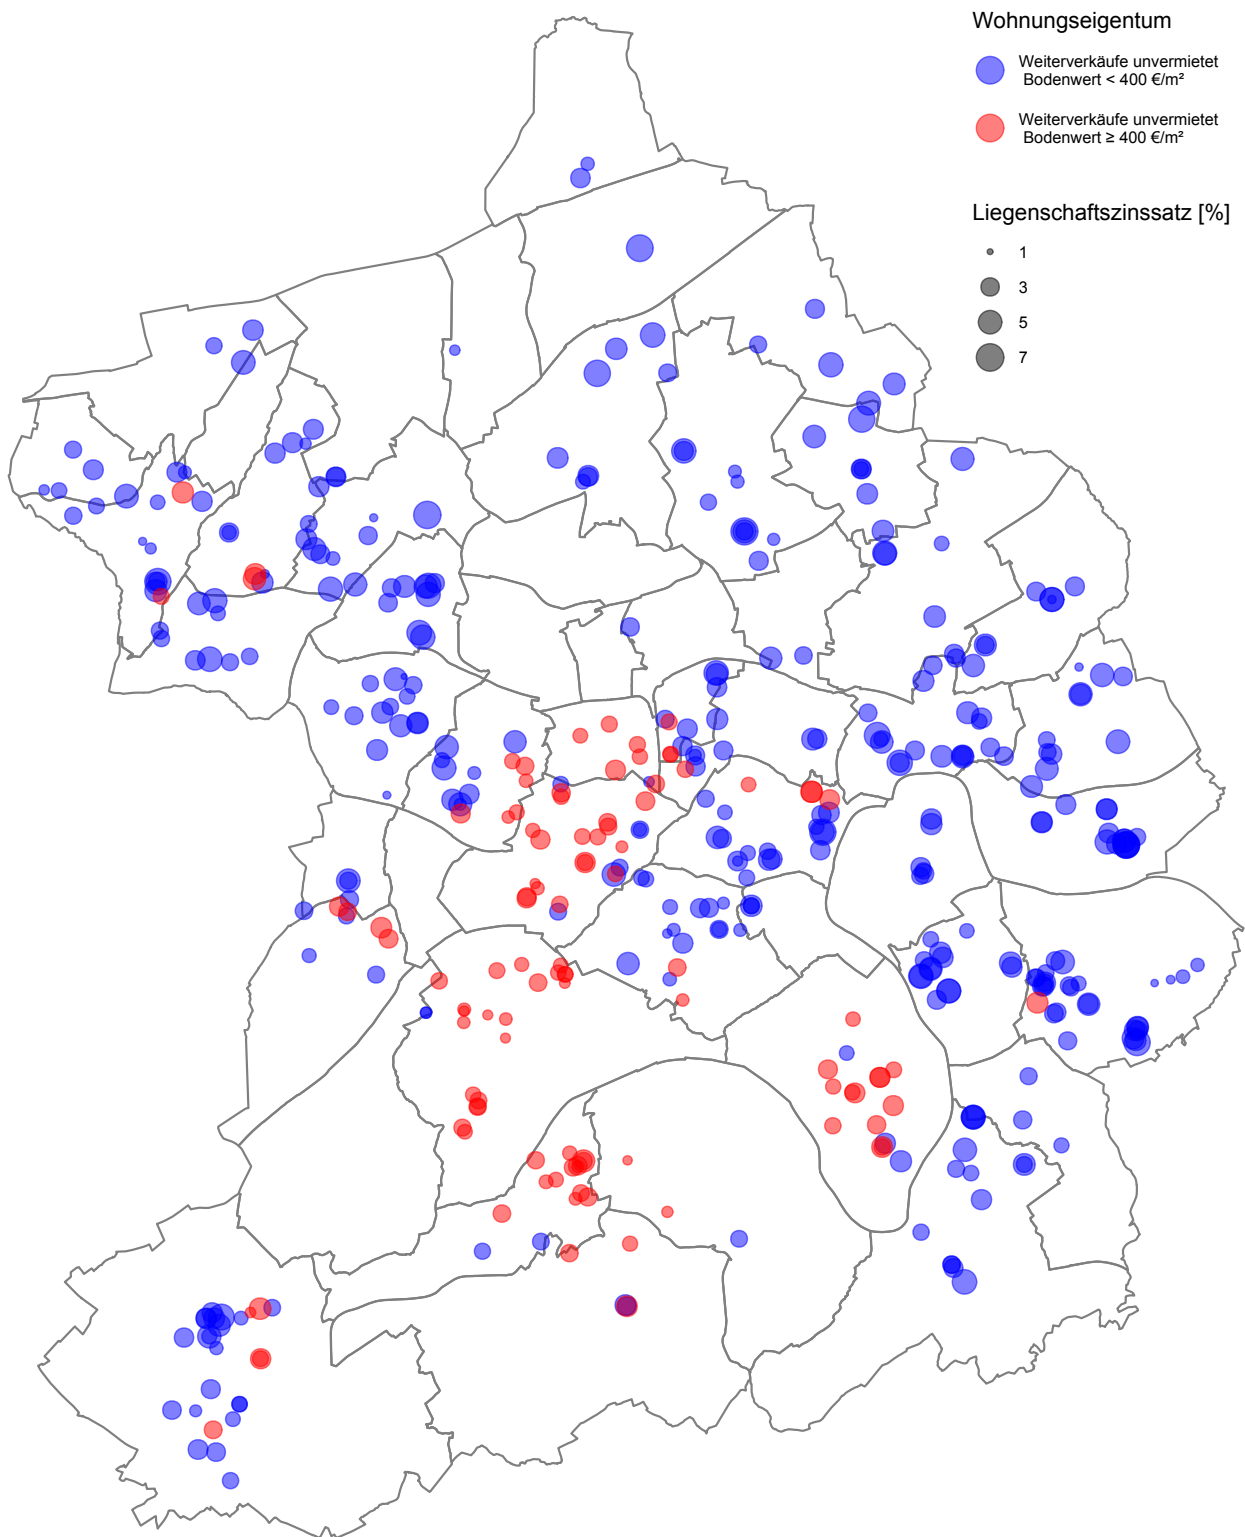 Wohnungseigentum
Weiterverkäufe unvermietet
Bodenwert < 400 €/m²
Weiterverkäufe unvermietet
Bodenwert ≥ 400 €/m²
Liegenschaftszinssatz [%]
1
3
5
7